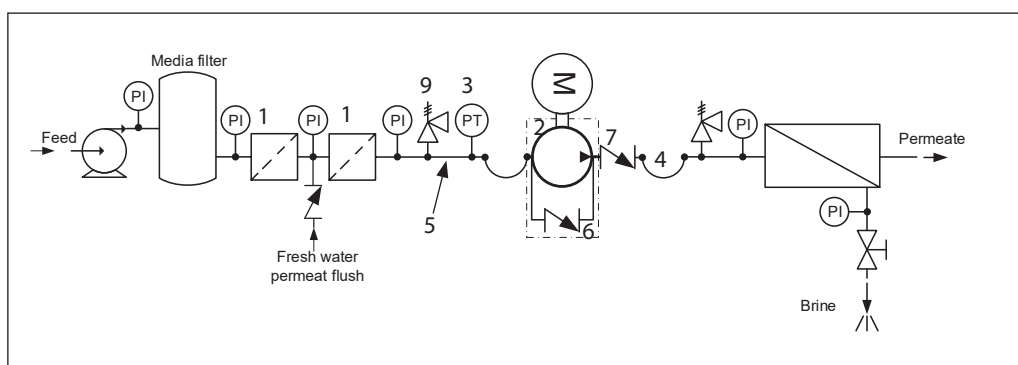 Media filter
9
3
M
PI
1
1
2
7
PI
PI
PI
PT
4
PI
Feed
Permeate
5
6
PI
Fresh water
permeat flush
Brine